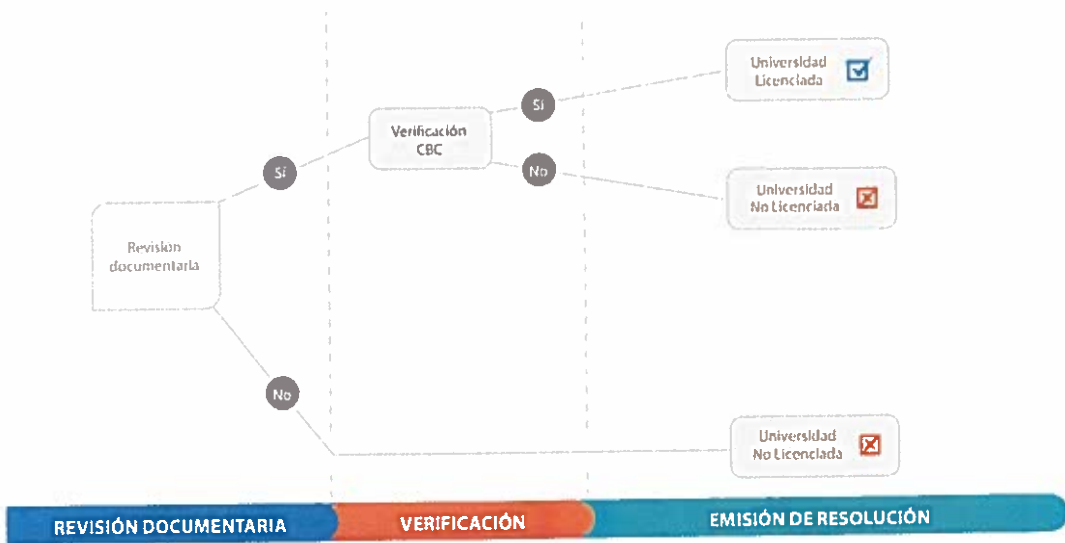 Universidad
Licenciada
Sí
Verificación
CBC
No
Sí
Universidad
No Licenciada
Revision
documentaria
No
Universidad
No Licenciada
REVISIÓN DOCUMENTARIA
VERIFICACIÓN
EMISIÓN DE RESOLUCIÓN